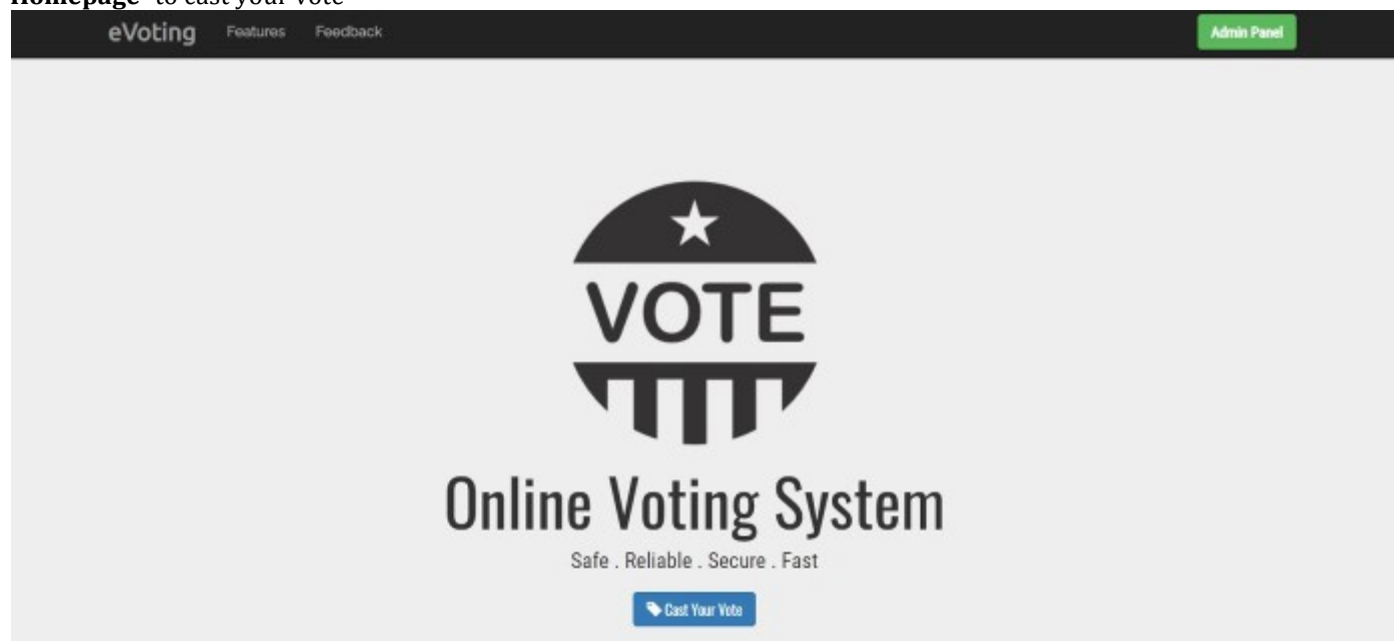 Homepage- to cast your vote
eVoting Features Feedback Admin Panel
VOTE
Online Voting System
Safe . Reliable . Secure . Fast
Cast Your Vote